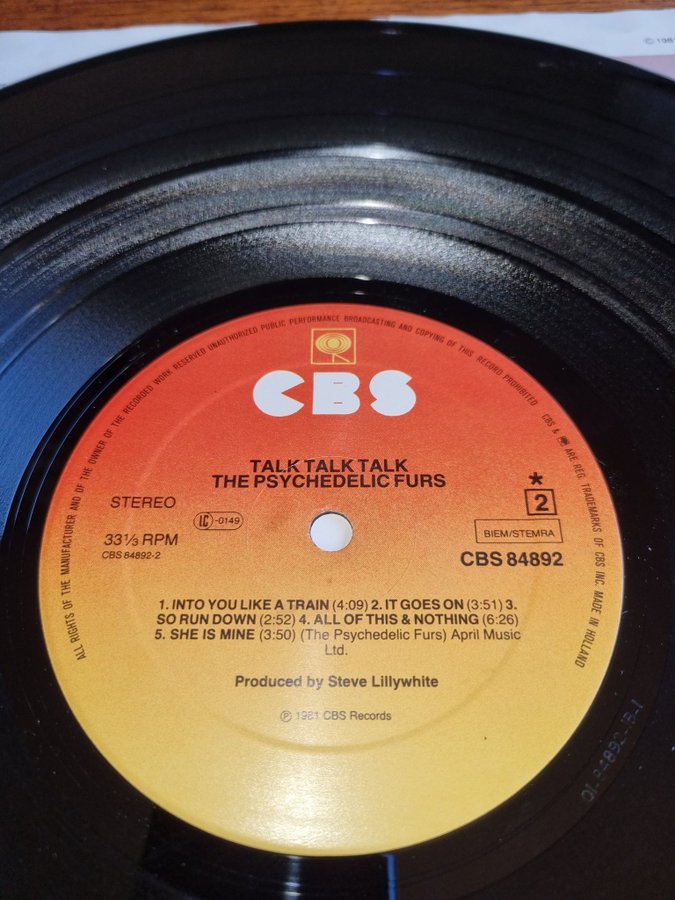 ℗ 1981
ALL RIGHTS OF THE MANUFACTURER AND OF THE OWNER OF THE RECORDED WORK RESERVED UNAUTHORIZED PUBLIC PERFORMANCE BROADCASTING AND COPYING OF THIS RECORD PROHIBITED
CBS & ARE REG. TRADEMARKS OF CBS INC. MADE IN HOLLAND
CBS
TALK TALK TALK
THE PSYCHEDELIC FURS
STEREO
LC-0149
* 2
33⅓ RPM
BIEM/STEMRA
CBS 84892-2
CBS 84892
1. INTO YOU LIKE A TRAIN (4:09) 2. IT GOES ON (3:51) 3.
SO RUN DOWN (2:52) 4. ALL OF THIS & NOTHING (6:26)
5. SHE IS MINE (3:50) (The Psychedelic Furs) April Music
Ltd.
Produced by Steve Lillywhite
℗ 1981 CBS Records
01-84892-B-1